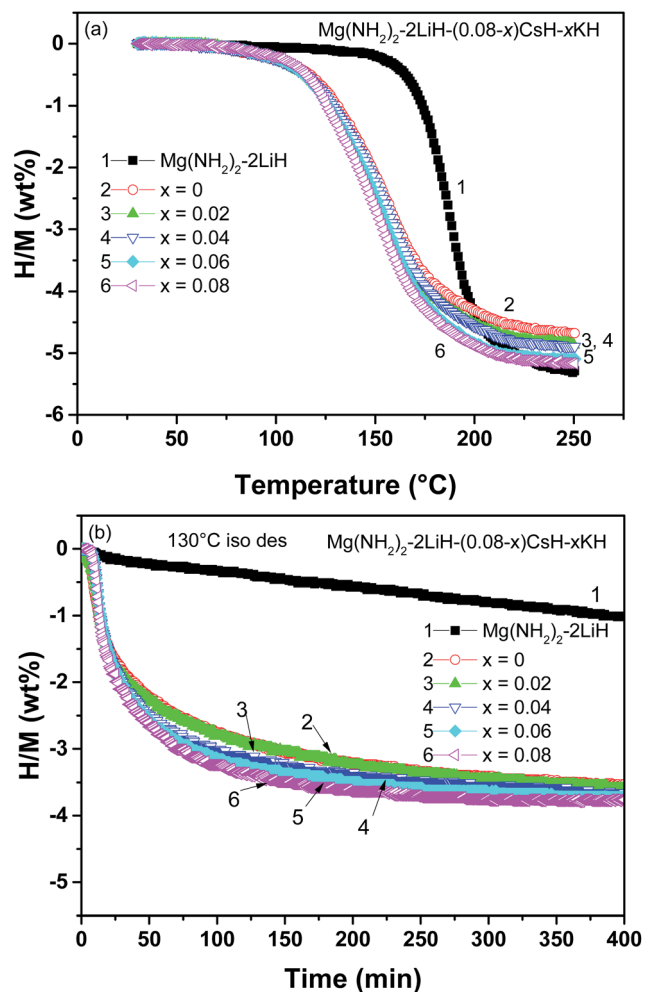 (a)
Mg(NH₂)₂-2LiH-(0.08-x)CsH-xKH
0
-1
-2
-3
-4
-5
-6
H/M (wt%)
1 Mg(NH₂)₂-2LiH
2 x = 0
3 x = 0.02
4 x = 0.04
5 x = 0.06
6 x = 0.08
1
2
3, 4
5
6
0 50 100 150 200 250
Temperature (°C)
(b)
130°C iso des
Mg(NH₂)₂-2LiH-(0.08-x)CsH-xKH
0
-1
-2
-3
-4
-5
H/M (wt%)
1
1 Mg(NH₂)₂-2LiH
2 x = 0
3 x = 0.02
4 x = 0.04
5 x = 0.06
6 x = 0.08
3
2
6
5
4
0 50 100 150 200 250 300 350 400
Time (min)